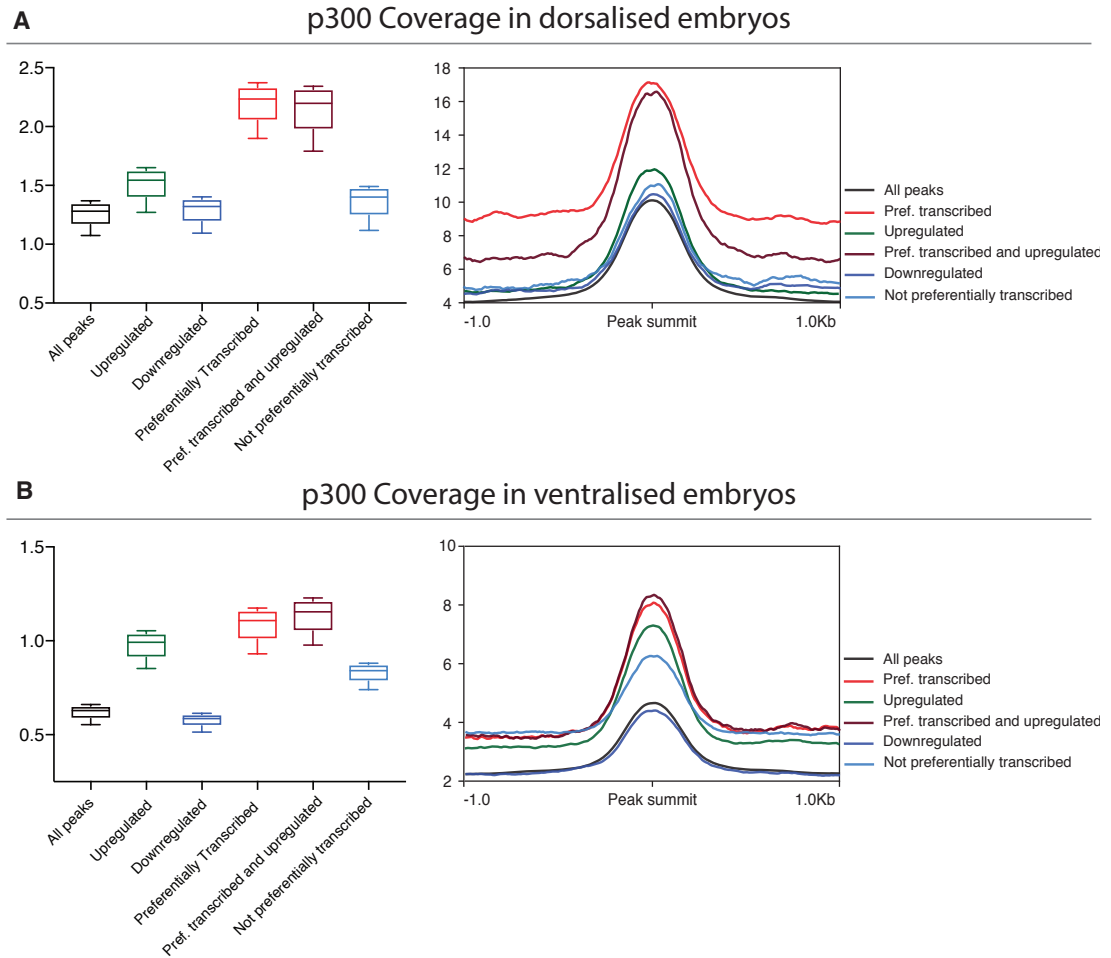 A
p300 Coverage in dorsalised embryos
2.5
2.0
1.5
1.0
0.5
All peaks
Upregulated
Downregulated
Preferentially Transcribed
Pref. transcribed and upregulated
Not preferentially transcribed
18
16
14
12
10
8
6
4
-1.0
Peak summit
1.0Kb
All peaks
Pref. transcribed
Upregulated
Pref. transcribed and upregulated
Downregulated
Not preferentially transcribed
B
p300 Coverage in ventralised embryos
1.5
1.0
0.5
All peaks
Upregulated
Downregulated
Preferentially Transcribed
Pref. transcribed and upregulated
Not preferentially transcribed
10
8
6
4
2
-1.0
Peak summit
1.0Kb
All peaks
Pref. transcribed
Upregulated
Pref. transcribed and upregulated
Downregulated
Not preferentially transcribed